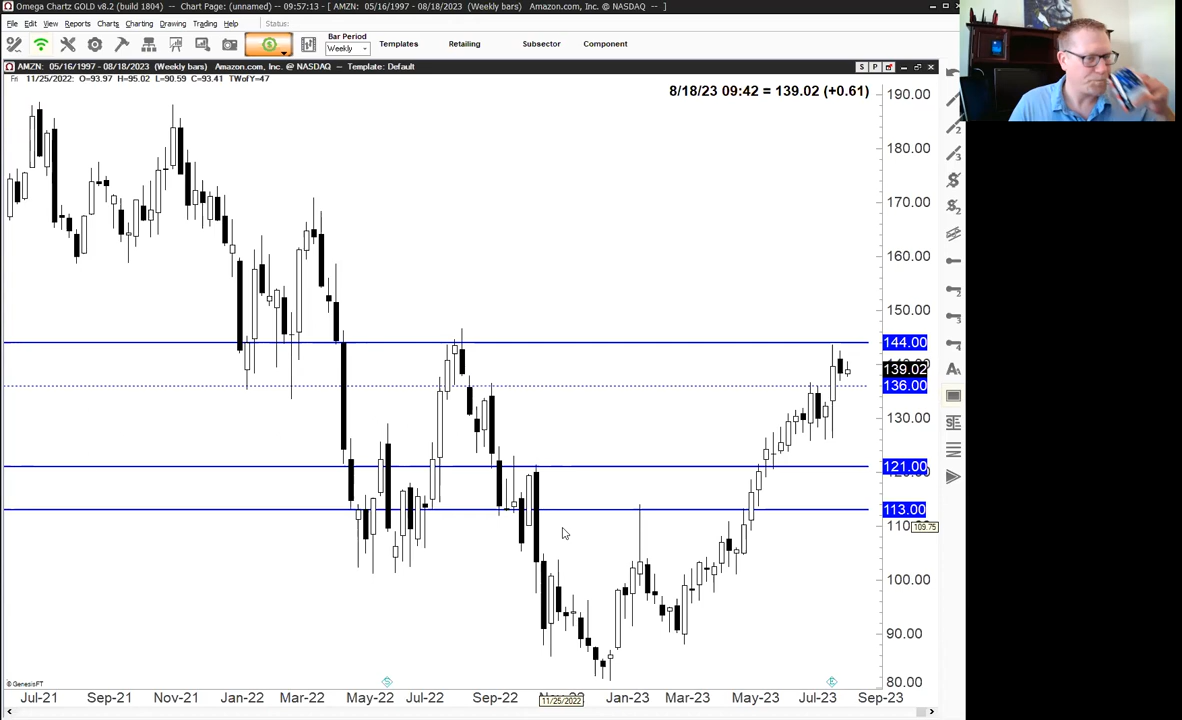 Omega Chartz GOLD v8.2 (build 1804) -- Chart Page: (unnamed) -- 09:57:13 - [ AMZN: 05/16/1997 - 08/18/2023 (Weekly bars) Amazon.com, Inc. @ NASDAQ -- ]
File Edit View Reports Charts Charting Drawing Trading Help Status:
Bar Period
Weekly
Templates Retailing Subsector Component
AMZN: 05/16/1997 - 08/18/2023 (Weekly bars) Amazon.com, Inc. @ NASDAQ -- Template: Default
S P
Fri 11/25/2022: O=93.97 H=95.02 L=90.59 C=93.41 TWofY=47
8/18/23 09:42 = 139.02 (+0.61)
190.00
180.00
170.00
160.00
150.00
144.00
139.02
136.00
130.00
121.00
113.00
109.75
100.00
90.00
80.00
© GenesisFT
Jul-21 Sep-21 Nov-21 Jan-22 Mar-22 May-22 Jul-22 Sep-22 11/25/2022 Jan-23 Mar-23 May-23 Jul-23 Sep-23